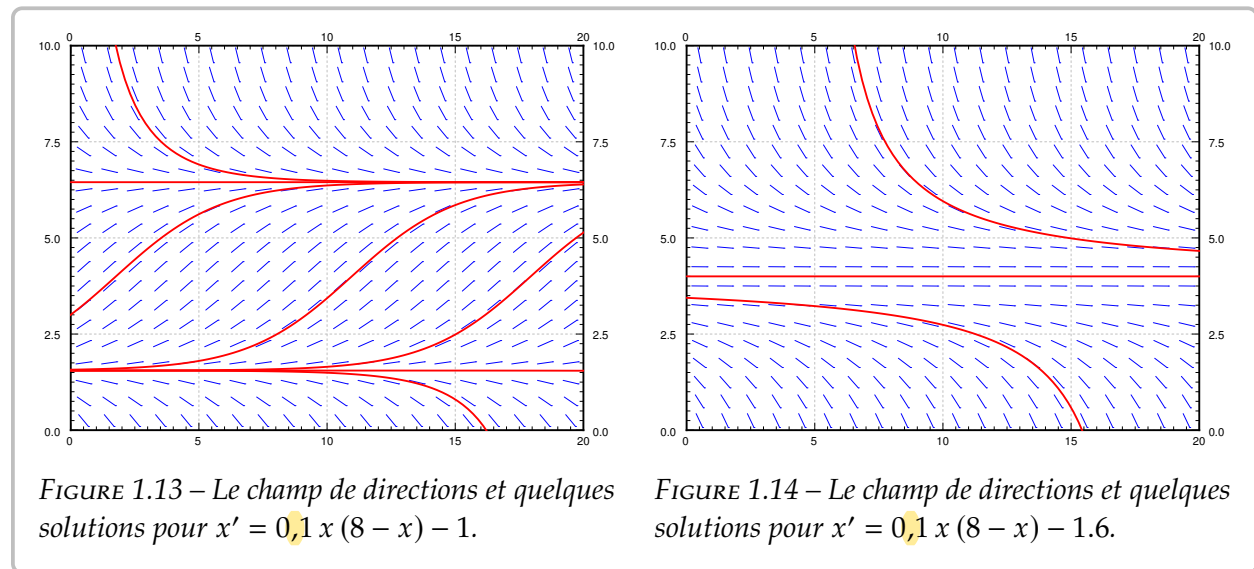 0 5 10 15 20
10.0 10.0
7.5 7.5
5.0 5.0
2.5 2.5
0.0 0.0
0 5 10 15 20
FIGURE 1.13 – Le champ de directions et quelques
solutions pour x′ = 0,1 x (8 − x) − 1.
0 5 10 15 20
10.0 10.0
7.5 7.5
5.0 5.0
2.5 2.5
0.0 0.0
0 5 10 15 20
FIGURE 1.14 – Le champ de directions et quelques
solutions pour x′ = 0,1 x (8 − x) − 1.6.